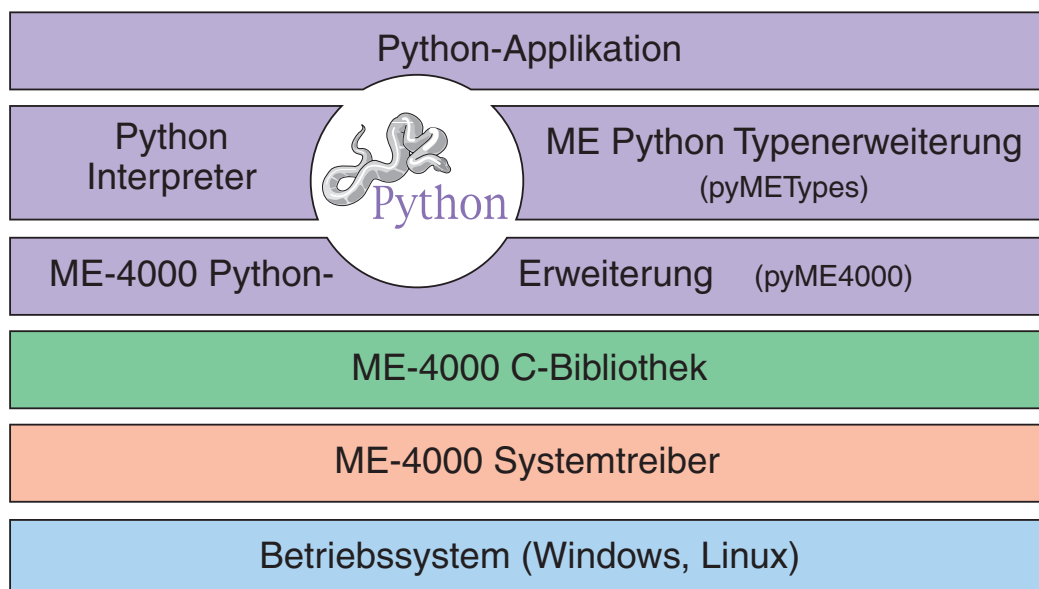 Python-Applikation
Python
Interpreter
ME Python Typenerweiterung
(pyMETypes)
Python
ME-4000 Python- Erweiterung (pyME4000)
ME-4000 C-Bibliothek
ME-4000 Systemtreiber
Betriebssystem (Windows, Linux)